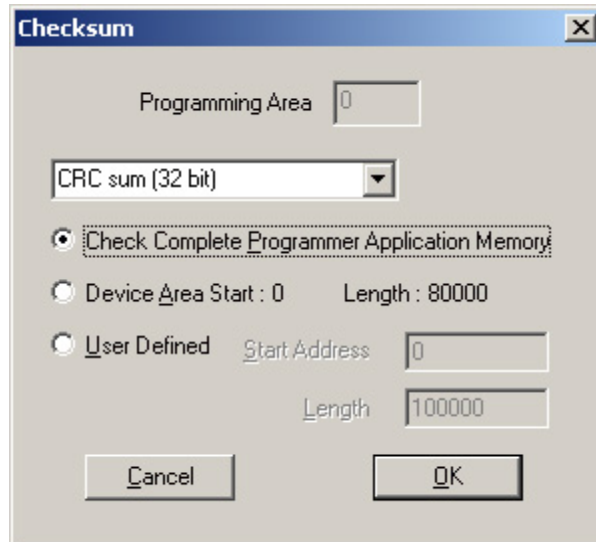 Checksum
Programming Area 0
CRC sum (32 bit)
Check Complete Programmer Application Memory
Device Area Start : 0 Length : 80000
User Defined Start Address 0
Length 100000
Cancel OK